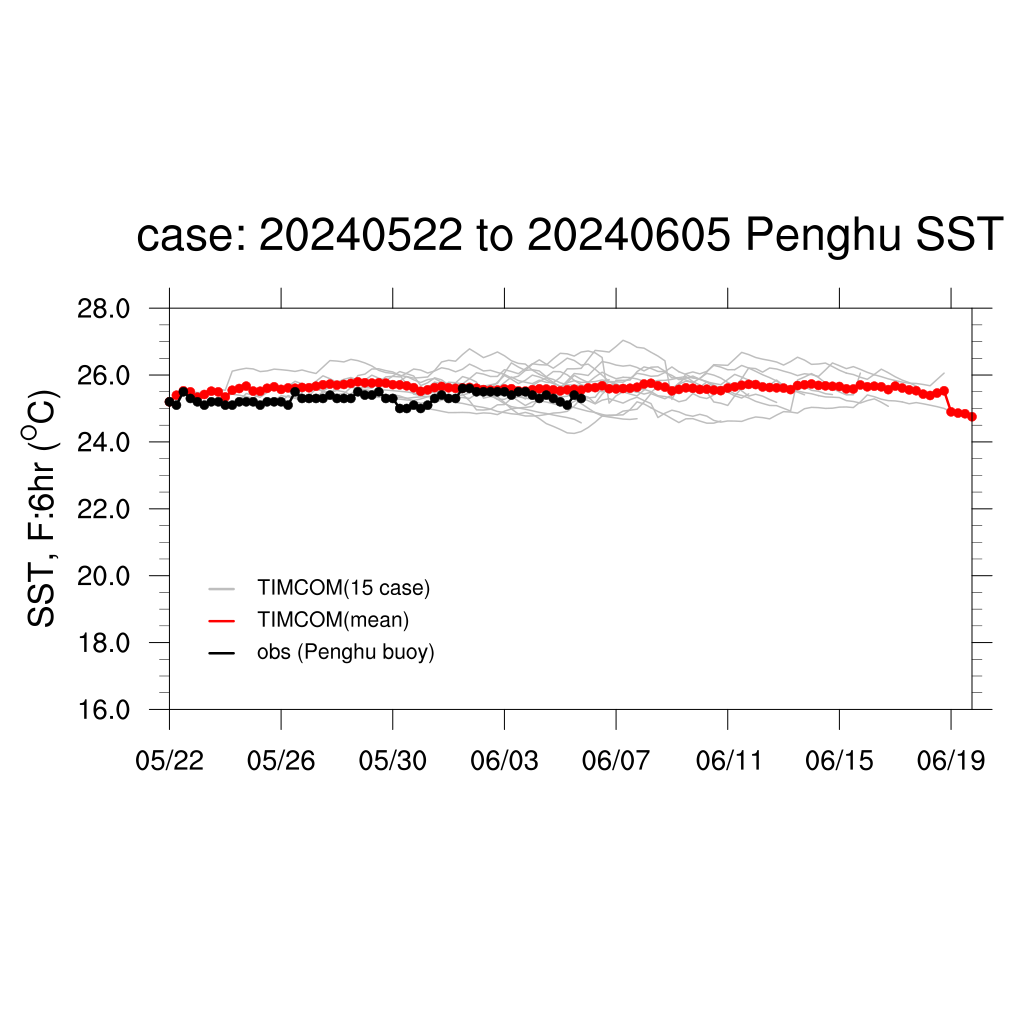 case: 20240522 to 20240605 Penghu SST
SST, F:6hr (°C)
28.0
26.0
24.0
22.0
20.0
18.0
16.0
TIMCOM(15 case)
TIMCOM(mean)
obs (Penghu buoy)
05/22 05/26 05/30 06/03 06/07 06/11 06/15 06/19